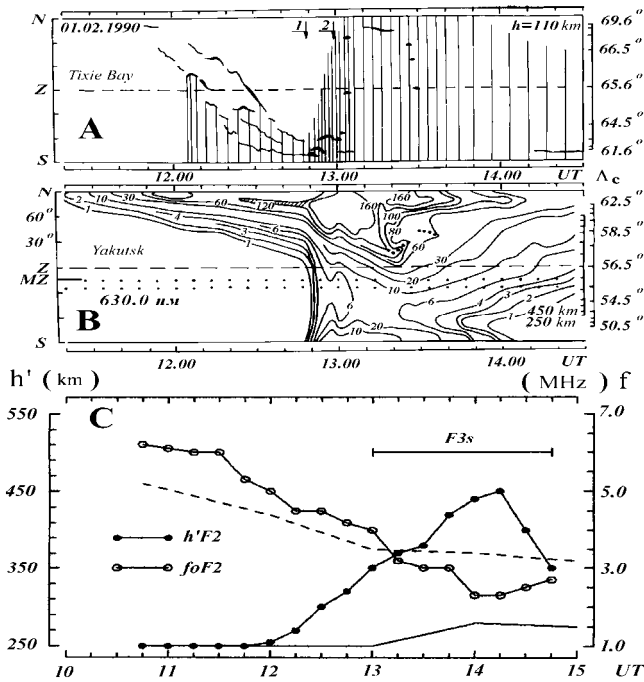 N 01.02.1990 1 2 h=110 km 69.6°
66.5°
Tixie Bay
Z 65.6°
A 64.5°
S 61.6°
12.00 13.00 14.00 UT Λc
N 2 10 30 60 120 160 160 62.5°
60° 1 4 6 100 80 58.5°
30° 1 3 60
Yakutsk 30
Z 56.5°
MZ 20 10
630.0 нм 6 6 4 3 2 54.5°
B 10 20 1 450 km
250 km 50.5°
S
12.00 13.00 14.00 UT
h' (km) (MHz) f
C
550 7.0
F3s
450 5.0
h'F2
foF2
350 3.0
250 1.0
10 11 12 13 14 15 UT